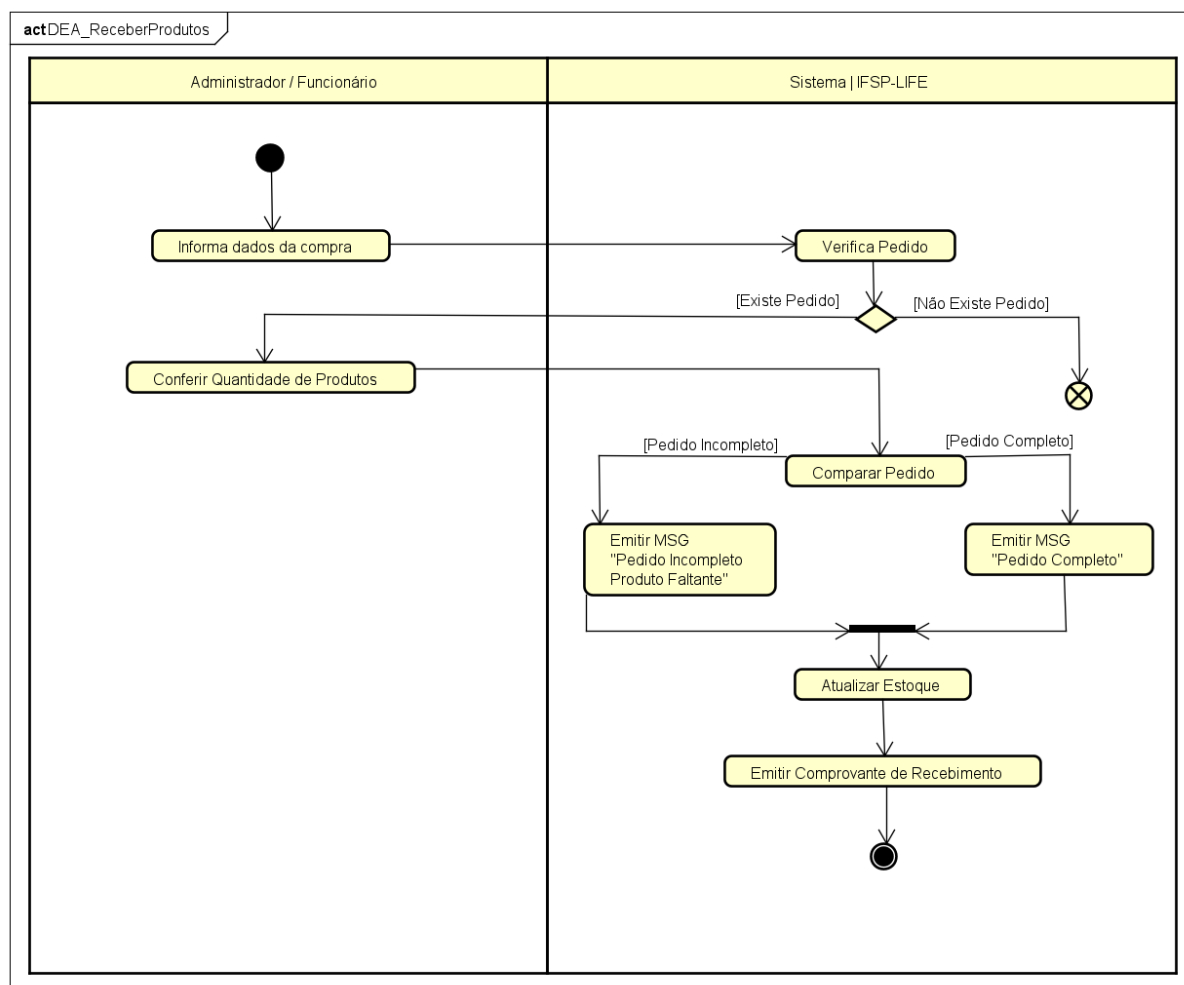 actDEA_ReceberProdutos
Administrador / Funcionário
Sistema | IFSP-LIFE
Informa dados da compra
Verifica Pedido
[Existe Pedido]
[Não Existe Pedido]
Conferir Quantidade de Produtos
[Pedido Incompleto]
[Pedido Completo]
Comparar Pedido
Emitir MSG
"Pedido Incompleto
Produto Faltante"
Emitir MSG
"Pedido Completo"
Atualizar Estoque
Emitir Comprovante de Recebimento